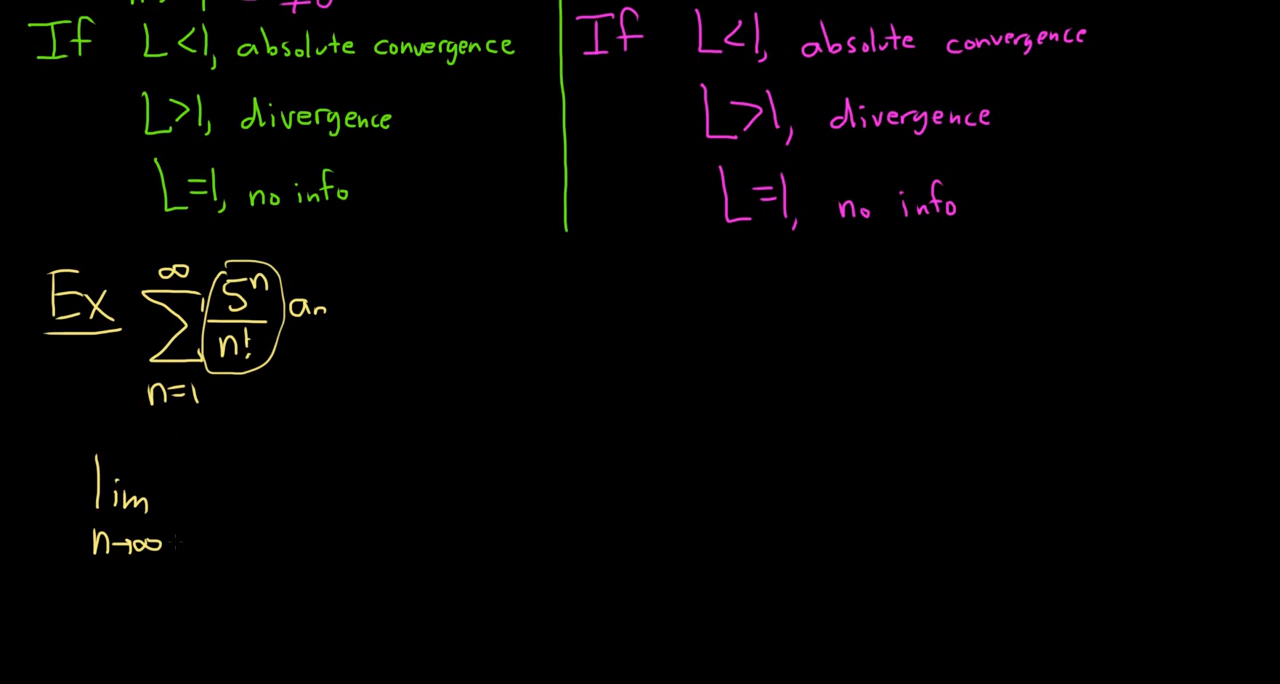 If L<1, absolute convergence
L>1, divergence
L=1, no info
If L<1, absolute convergence
L>1, divergence
L=1, no info
Ex ∞ ∑ n=1 5^n/n! an
lim n→∞